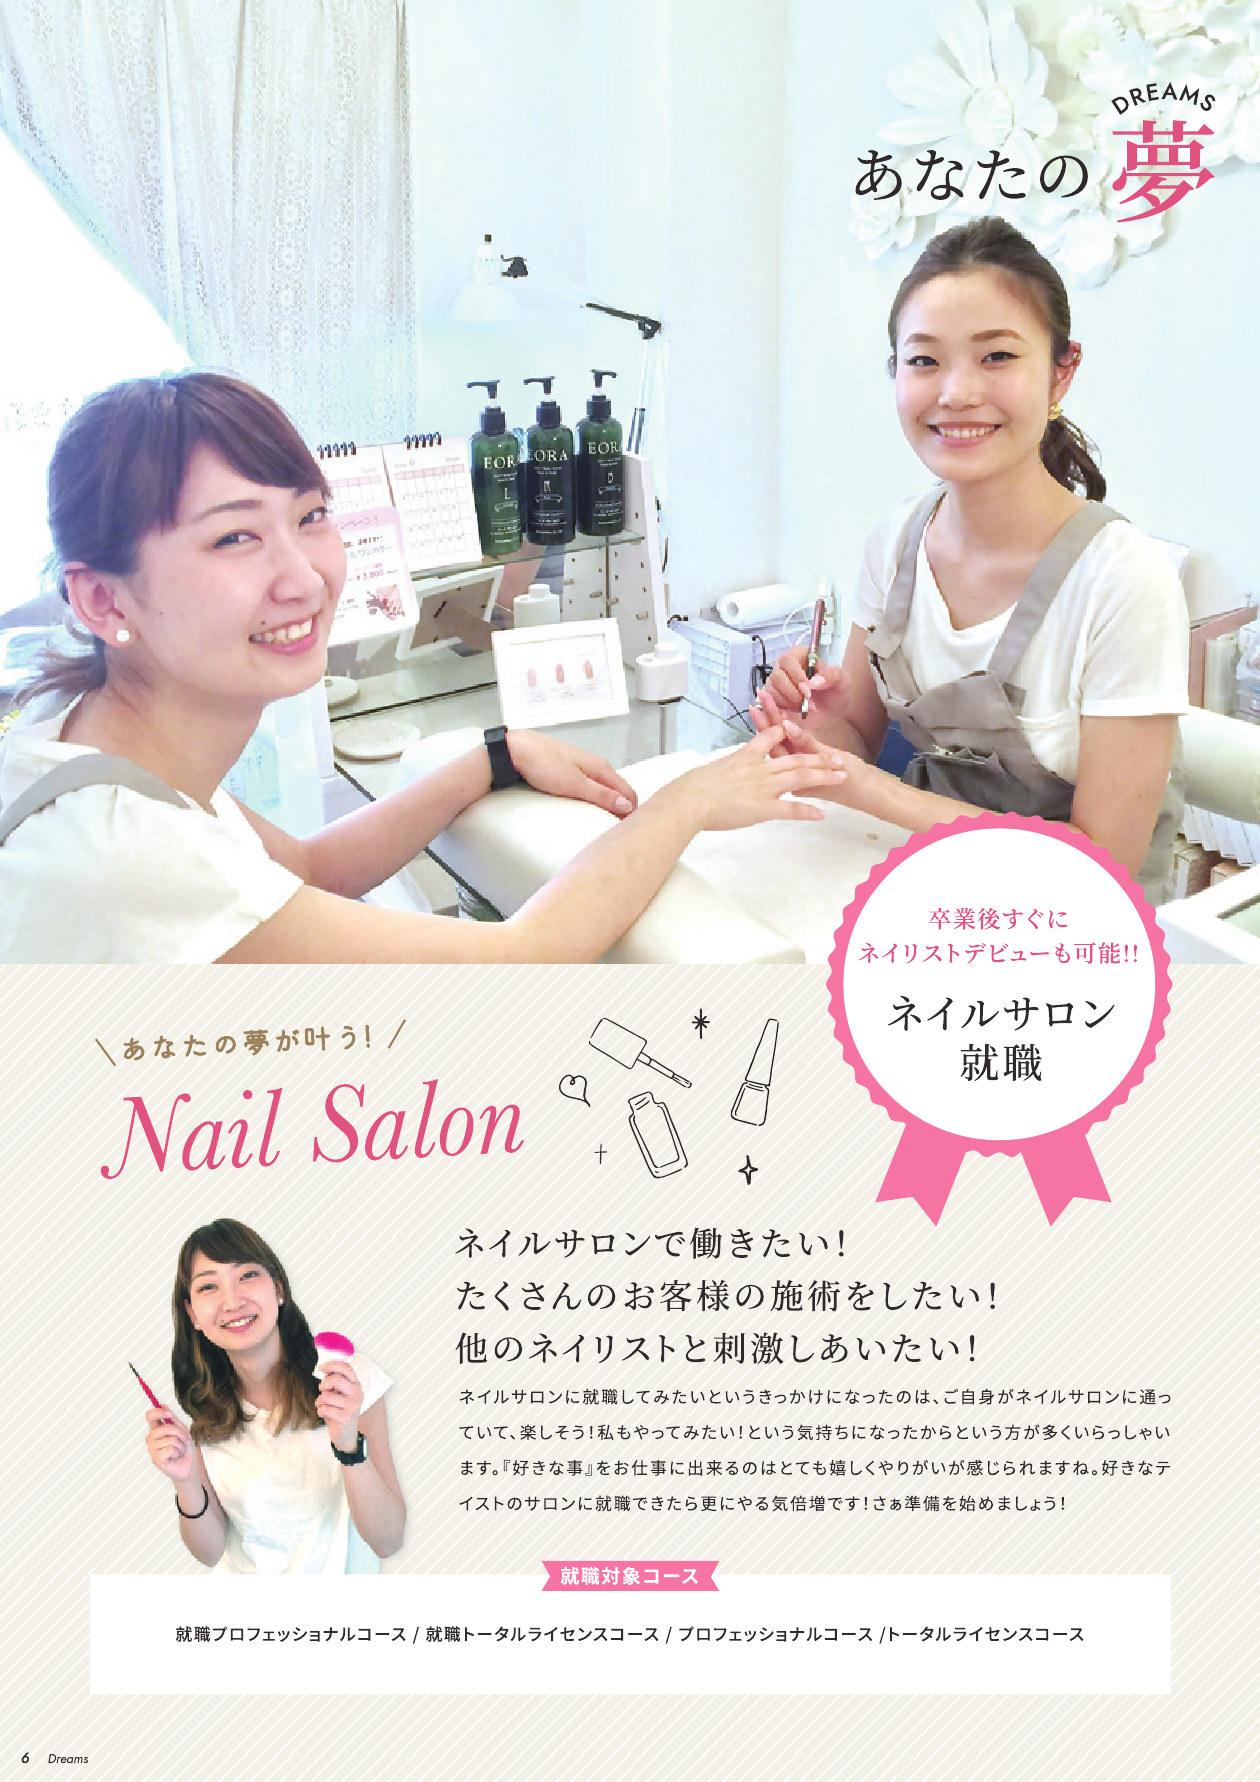 DREAMS
あなたの夢
EORA
L
EORA
R
EORA
D
¥3,800
卒業後すぐに
ネイリストデビューも可能!!
ネイルサロン
就職
あなたの夢が叶う!
Nail Salon
ネイルサロンで働きたい!
たくさんのお客様の施術をしたい!
他のネイリストと刺激しあいたい!
ネイルサロンに就職してみたいというきっかけになったのは、ご自身がネイルサロンに通っ
ていて、楽しそう!私もやってみたい!という気持ちになったからという方が多くいらっしゃい
ます。『好きな事』をお仕事に出来るのはとても嬉しくやりがいが感じられますね。好きなテ
イストのサロンに就職できたら更にやる気倍増です!さぁ準備を始めましょう!
就職対象コース
就職プロフェッショナルコース / 就職トータルライセンスコース / プロフェッショナルコース /トータルライセンスコース
6 Dreams